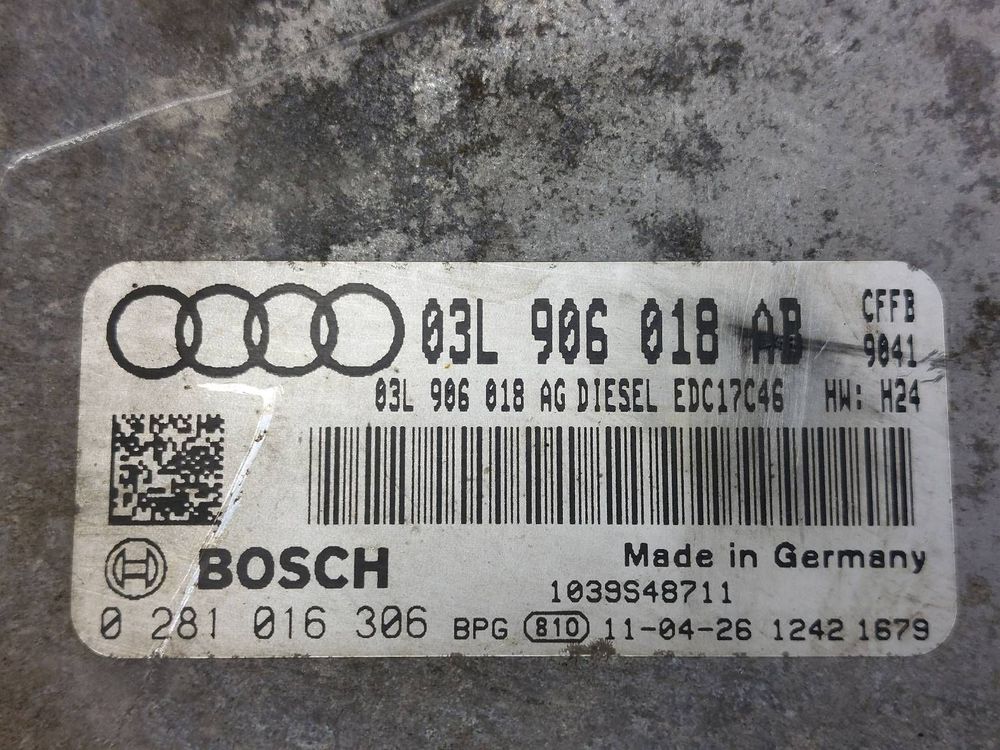 03L 906 018 AB CFFB
9041
03L 906 018 AG DIESEL EDC17C46 HW: H24
BOSCH
Made in Germany
1039S48711
0 281 016 306 BPG 810 11-04-26 1242 1679